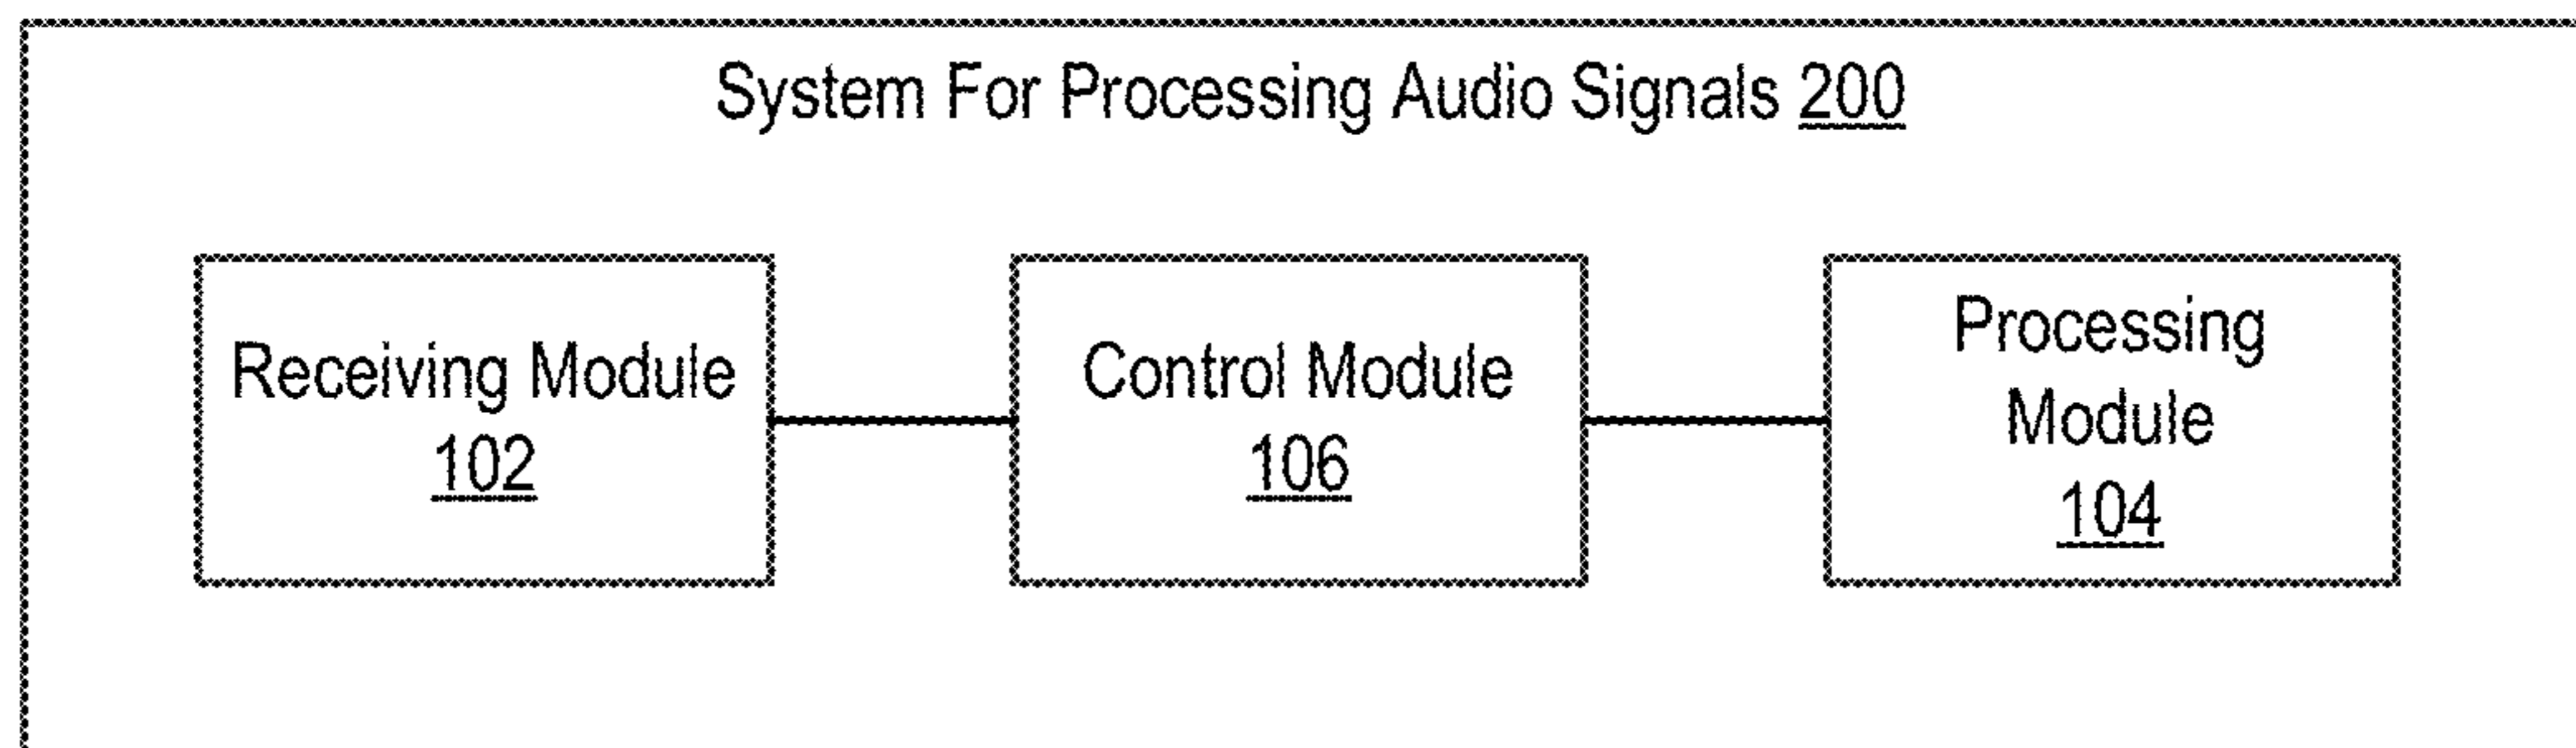 System For Processing Audio Signals 200
Receiving Module
102
Control Module
106
Processing
Module
104